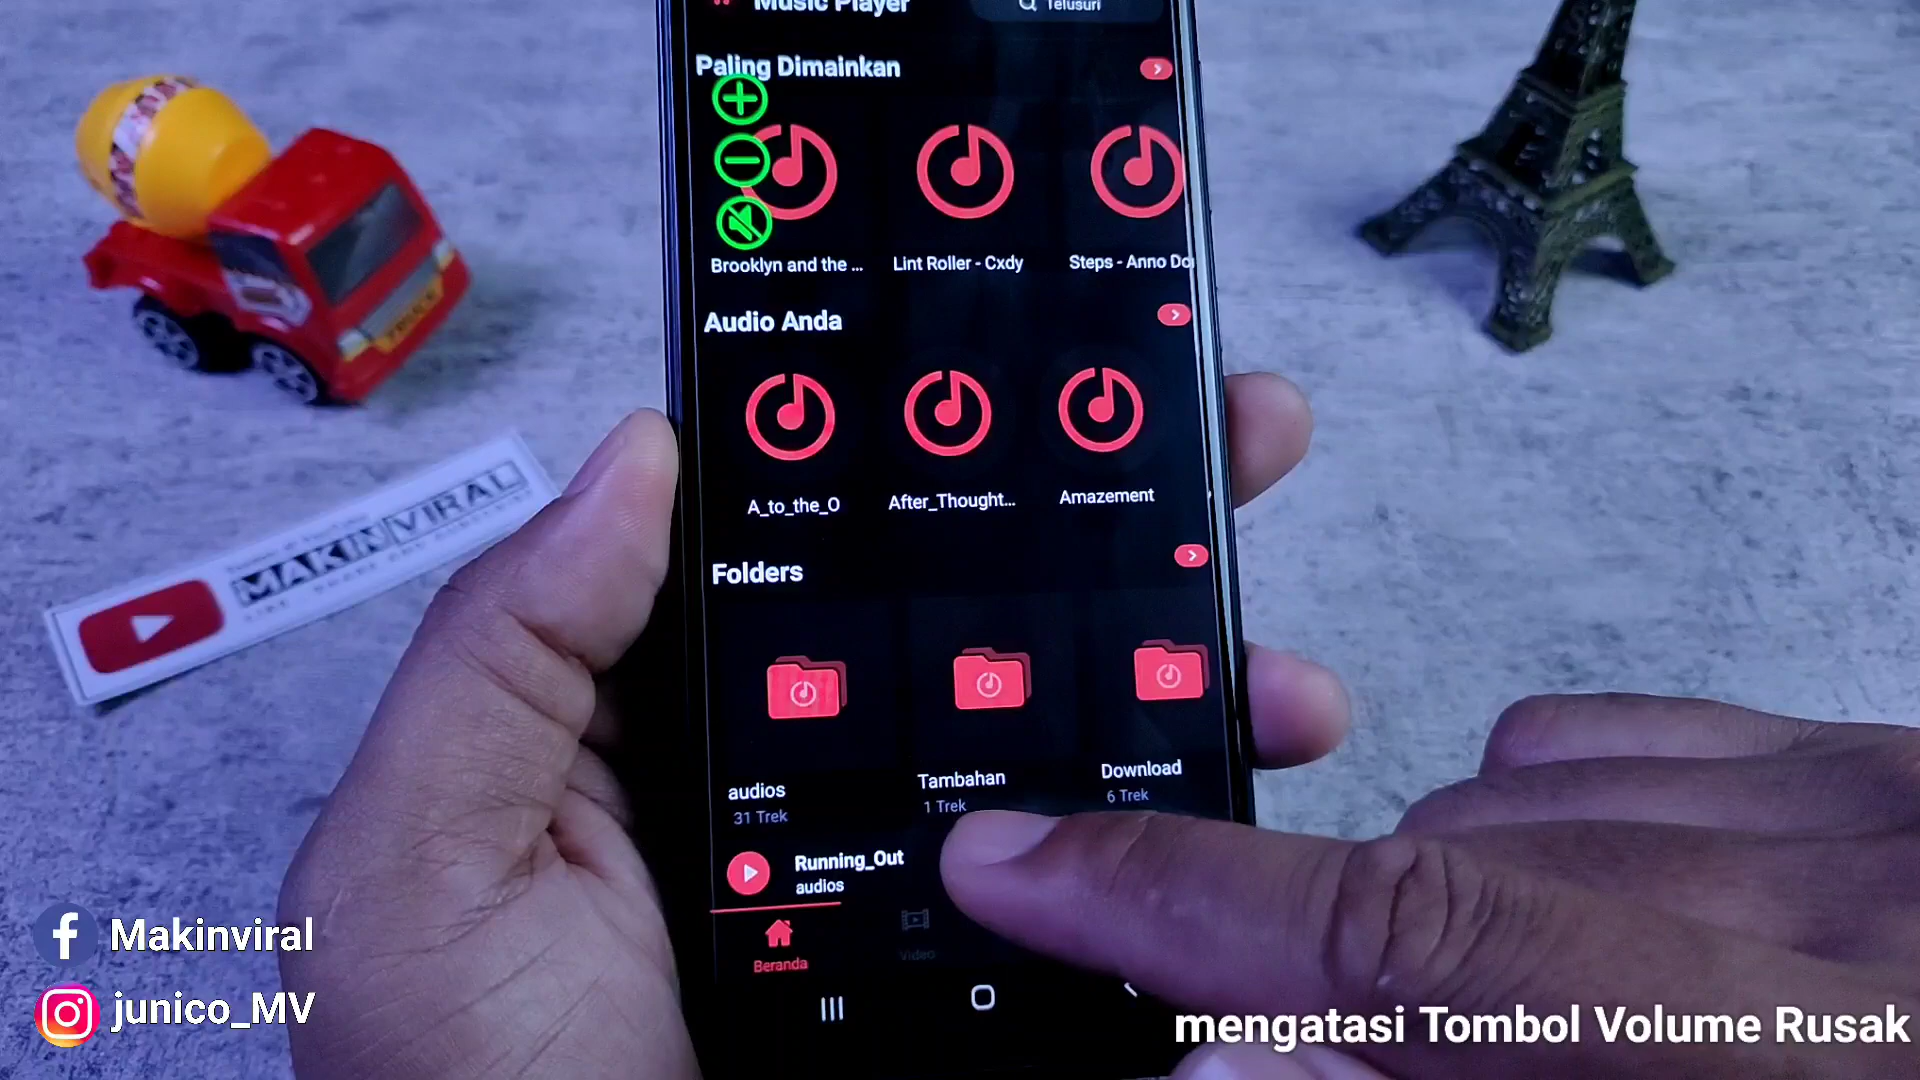 Music Player
Telusuri
Paling Dimainkan
Brooklyn and the ...
Lint Roller - Cxdy
Steps - Anno Do
Audio Anda
A_to_the_O
After_Thought...
Amazement
Folders
audios
31 Trek
Tambahan
1 Trek
Download
6 Trek
Running_Out
audios
Beranda
Video
MAKIN VIRAL
Makinviral
junico_MV
mengatasi Tombol Volume Rusak